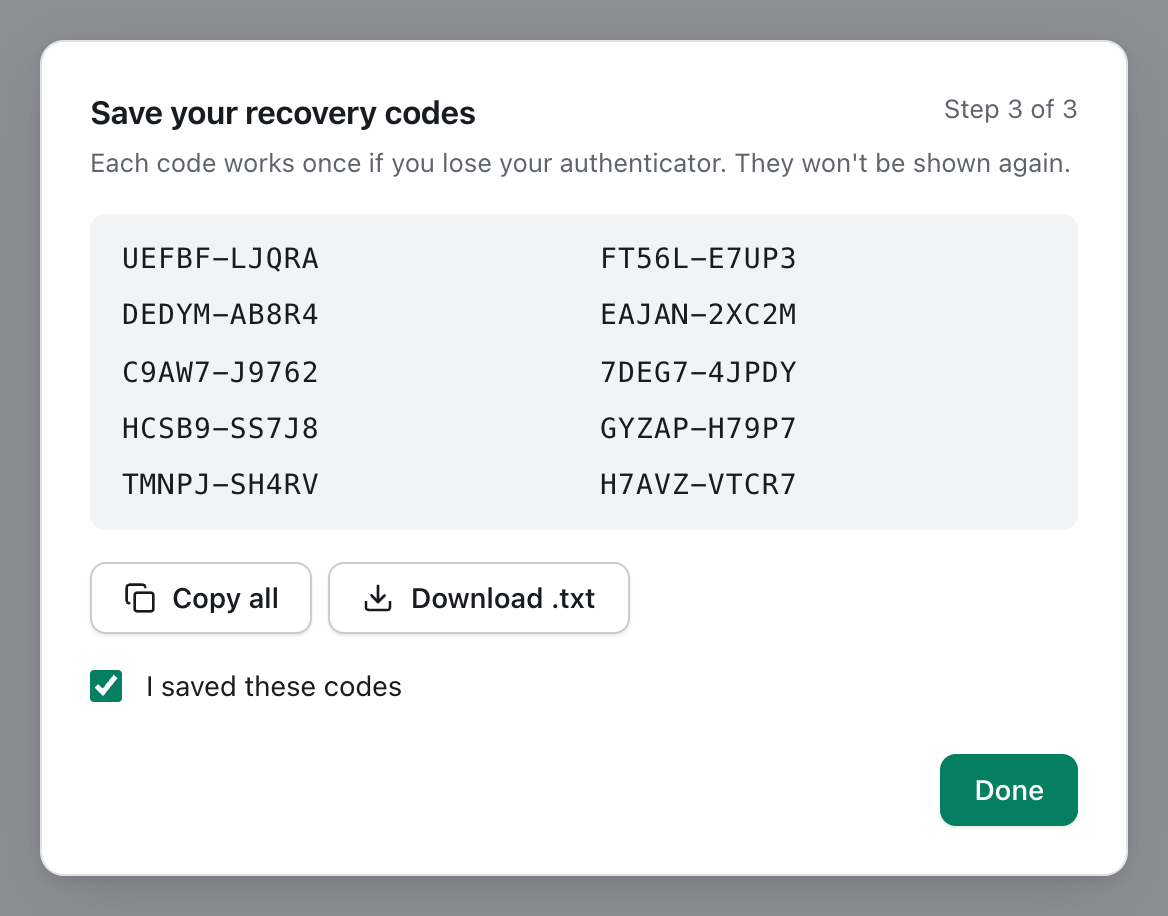 Save your recovery codes
Step 3 of 3
Each code works once if you lose your authenticator. They won't be shown again.
UEFBF-LJQRA
FT56L-E7UP3
DEDYM-AB8R4
EAJAN-2XC2M
C9AW7-J9762
7DEG7-4JPDY
HCSB9-SS7J8
GYZAP-H79P7
TMNPJ-SH4RV
H7AVZ-VTCR7
Copy all
Download .txt
I saved these codes
Done